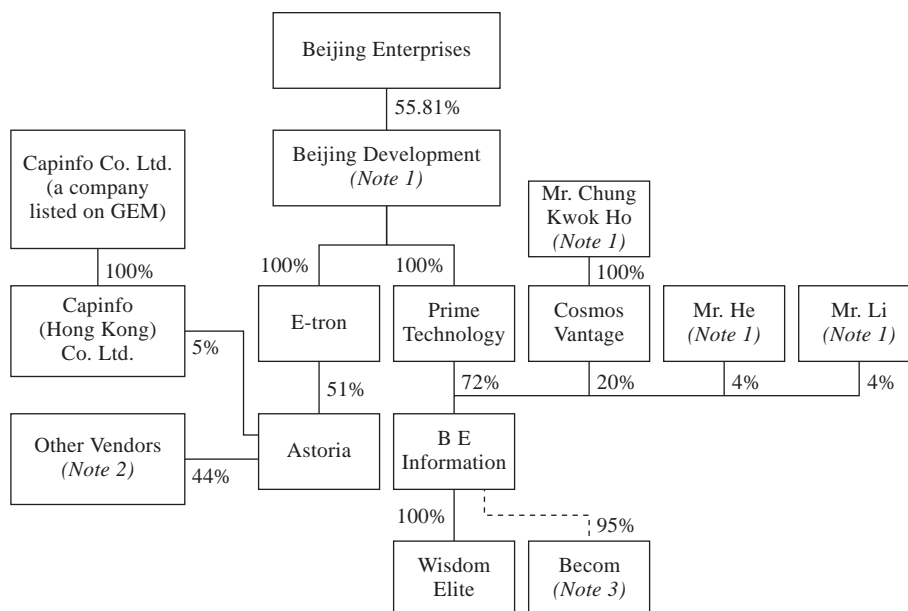 Beijing Enterprises
55.81%
Beijing Development
(Note 1)
Capinfo Co. Ltd.
(a company
listed on GEM)
Mr. Chung
Kwok Ho
(Note 1)
100%
100%
100%
100%
Capinfo
(Hong Kong)
Co. Ltd.
E-tron
Prime
Technology
Cosmos
Vantage
Mr. He
(Note 1)
Mr. Li
(Note 1)
5%
51%
72%
20%
4%
4%
Other Vendors
(Note 2)
44%
Astoria
B E
Information
100%
95%
Wisdom
Elite
Becom
(Note 3)